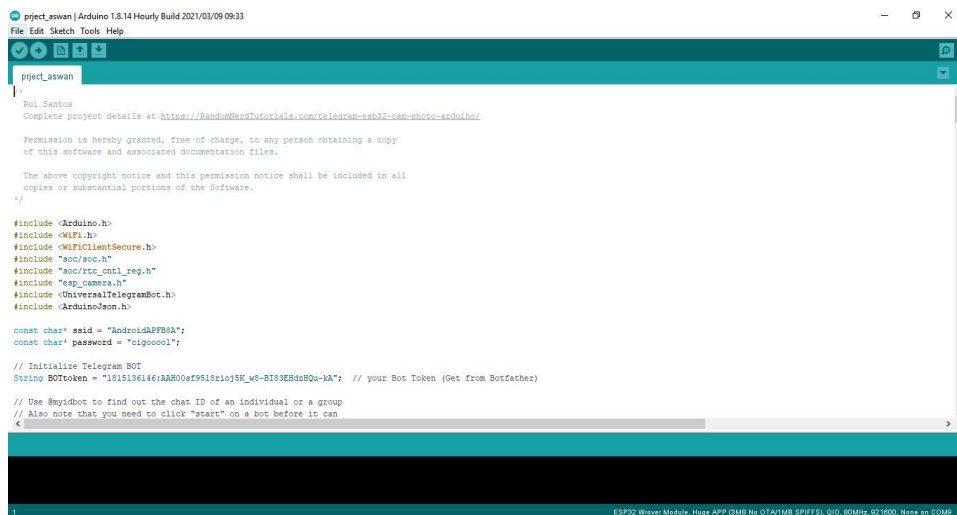 prject_aswan | Arduino 1.8.14 Hourly Build 2021/03/09 09:33
File Edit Sketch Tools Help
prject_aswan
/*
Rui Santos
Complete project details at https://RandomNerdTutorials.com/telegram-esp32-cam-photo-arduino/
Permission is hereby granted, free of charge, to any person obtaining a copy
of this software and associated documentation files.
The above copyright notice and this permission notice shall be included in all
copies or substantial portions of the Software.
*/
#include <Arduino.h>
#include <WiFi.h>
#include <WiFiClientSecure.h>
#include "soc/soc.h"
#include "soc/rtc_cntl_reg.h"
#include "esp_camera.h"
#include <UniversalTelegramBot.h>
#include <ArduinoJson.h>
const char* ssid = "AndroidAPFB8A";
const char* password = "cigooool";
// Initialize Telegram BOT
String BOTtoken = "1815136146:AAH00sf9518rioj5K_w8-BI83EHdzHQu-kA"; // your Bot Token (Get from Botfather)
// Use @myidbot to find out the chat ID of an individual or a group
// Also note that you need to click "start" on a bot before it can
1
ESP32 Wrover Module, Huge APP (3MB No OTA/1MB SPIFFS), QIO, 80MHz, 921600, None on COM9